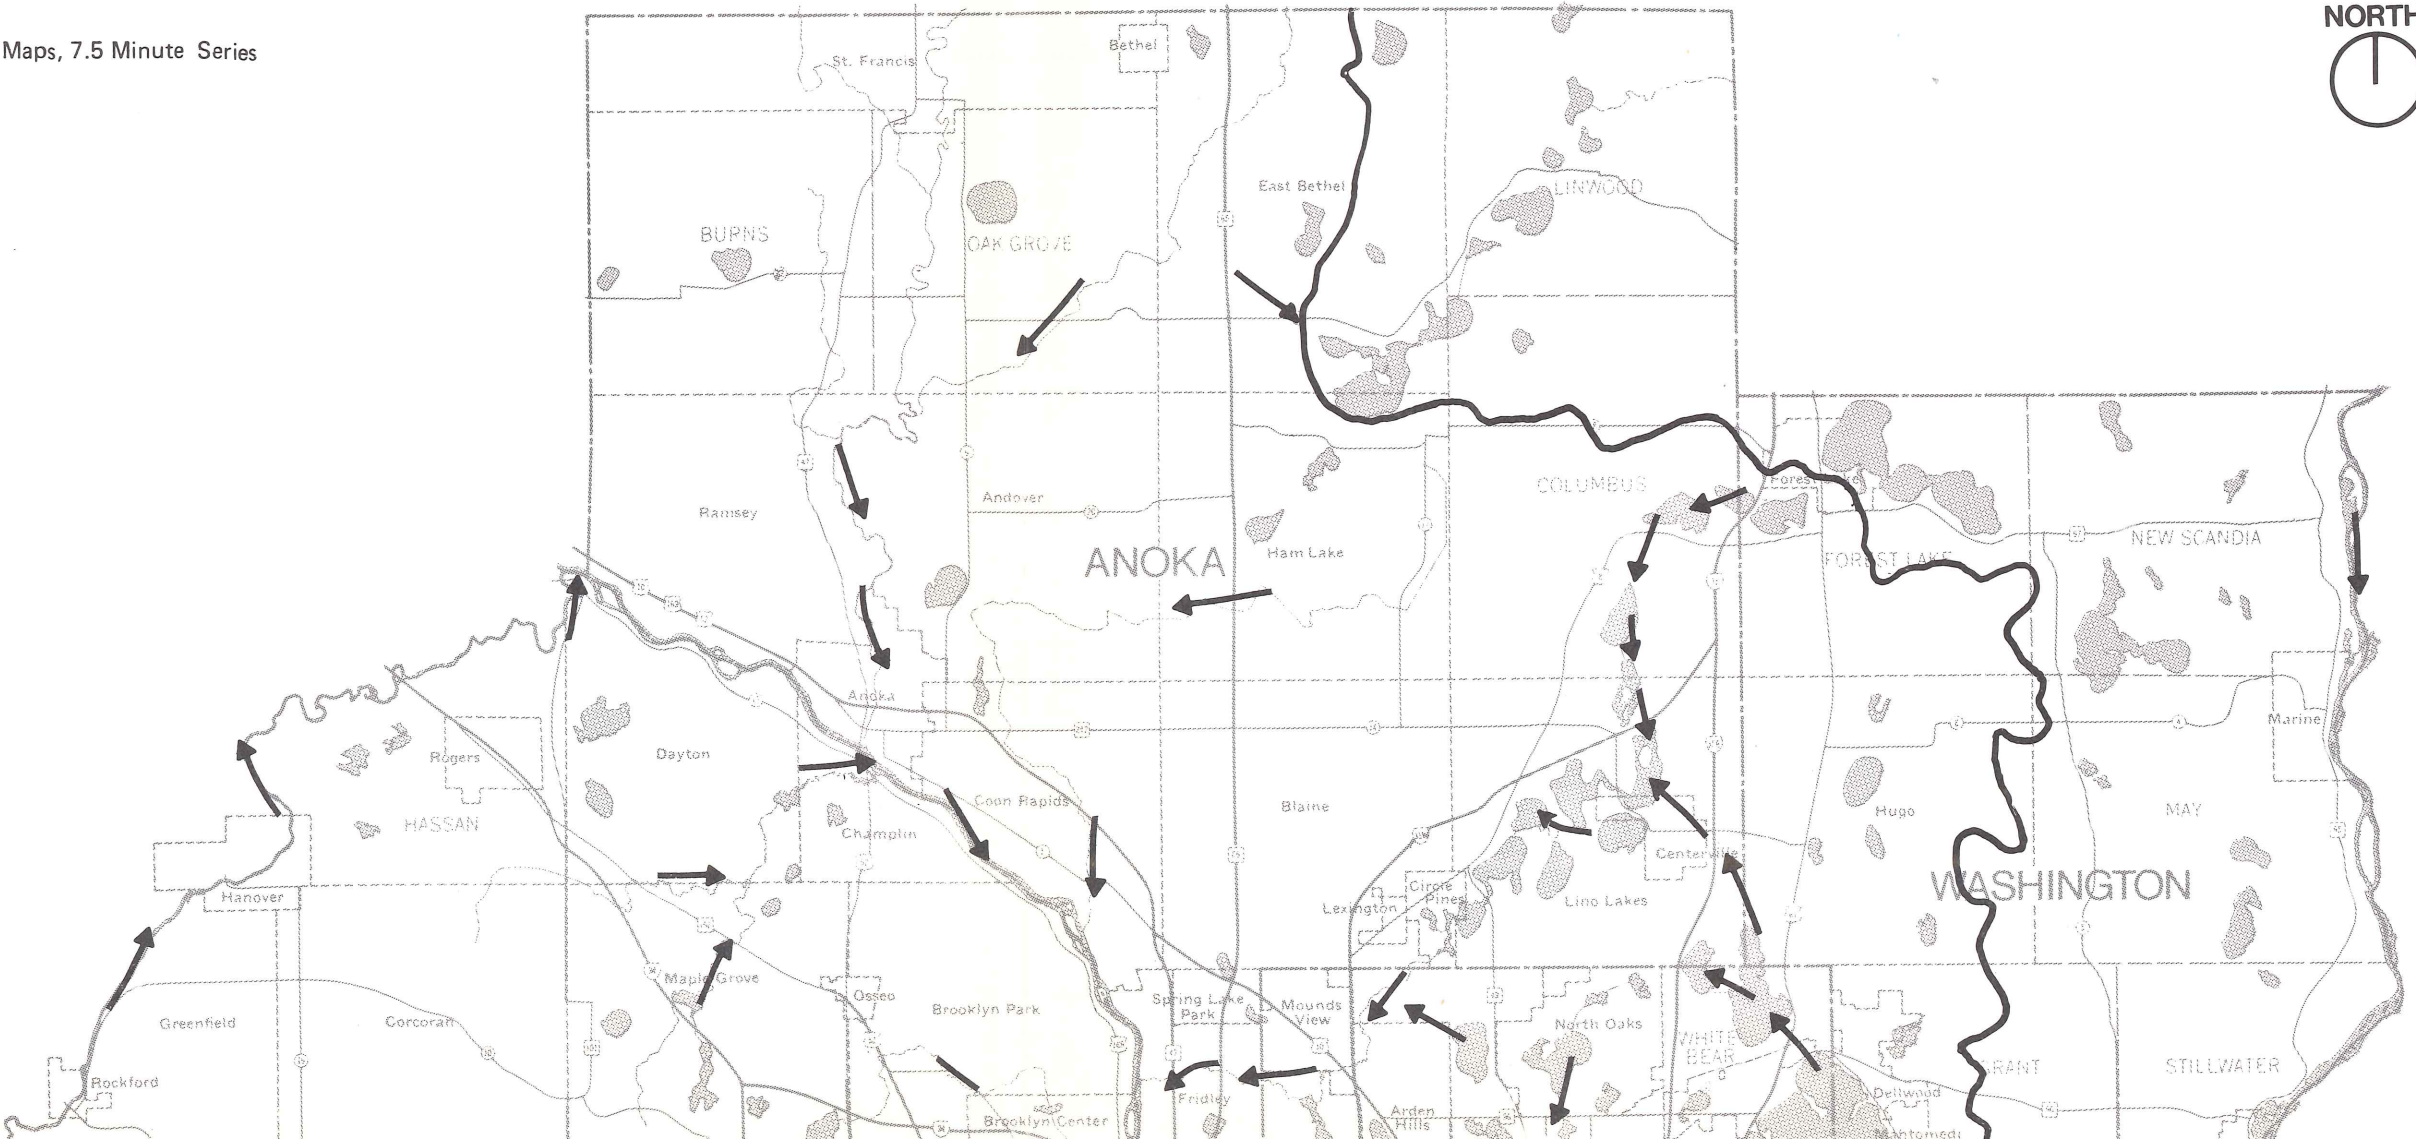 NORTH
Maps, 7.5 Minute Series
Bethel
St. Francis
East Bethel
LINWOOD
BURNS
OAK GROVE
COLUMBUS
Forest Lake
Andover
Ramsey
NEW SCANDIA
ANOKA
Ham Lake
FOREST LAKE
Anoka
Marine
Rogers
Dayton
Coon Rapids
Blaine
Hugo
MAY
HASSAN
Champlin
Centerville
WASHINGTON
Circle
Pines
Hanover
Lexington
Lino Lakes
Maple Grove
Osseo
Spring Lake
Park
Mounds
View
Brooklyn Park
Greenfield
Corcoran
North Oaks
WHITE
BEAR
GRANT
STILLWATER
Rockford
Fridley
Dellwood
Arden
Hills
Brooklyn Center
Mahtomedi